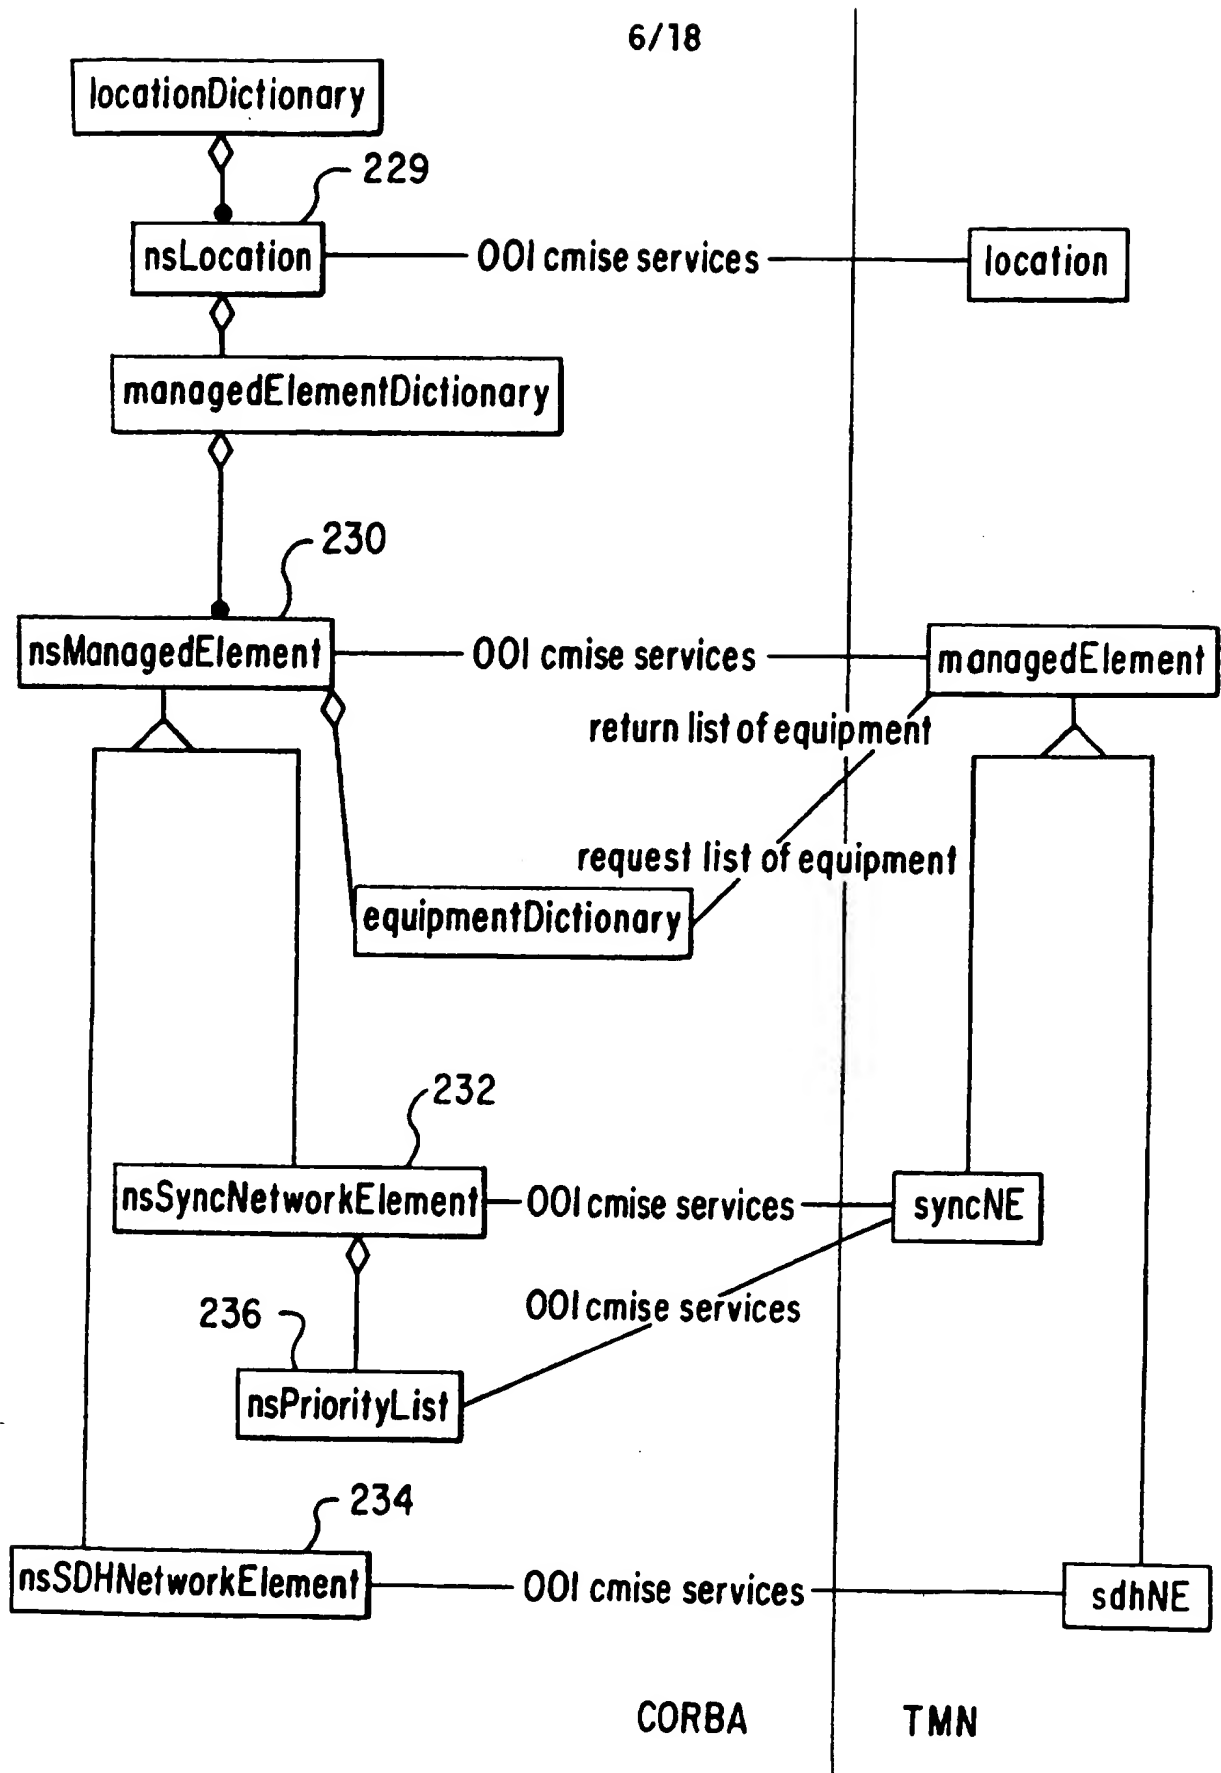 6/18
locationDictionary
229
nsLocation
OOI cmise services
location
managedElementDictionary
230
nsManagedElement
OOI cmise services
managedElement
return list of equipment
request list of equipment
equipmentDictionary
232
nsSyncNetworkElement
OOI cmise services
syncNE
236
OOI cmise services
nsPriorityList
234
nsSDHNetworkElement
OOI cmise services
sdhNE
CORBA
TMN